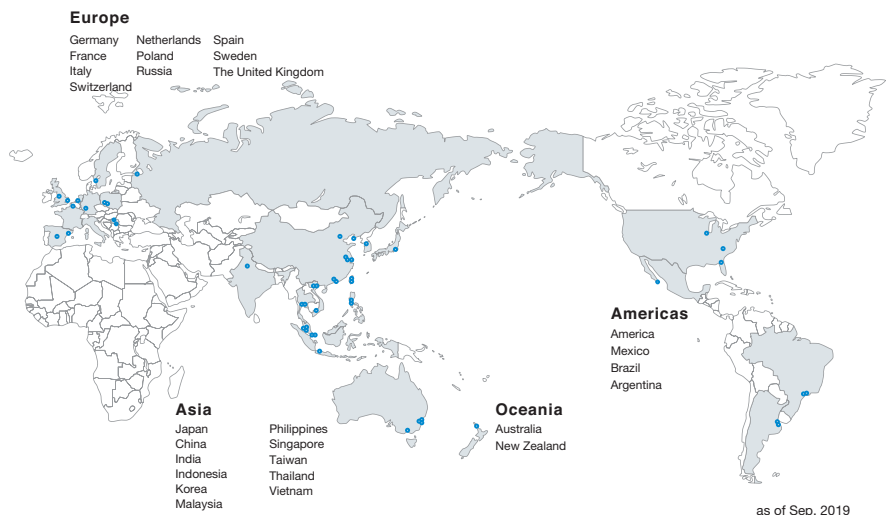 Europe
Germany Netherlands Spain
France Poland Sweden
Italy Russia The United Kingdom
Switzerland
Americas
America
Mexico
Brazil
Argentina
Asia
Japan Philippines
China Singapore
India Taiwan
Indonesia Thailand
Korea Vietnam
Malaysia
Oceania
Australia
New Zealand
as of Sep. 2019